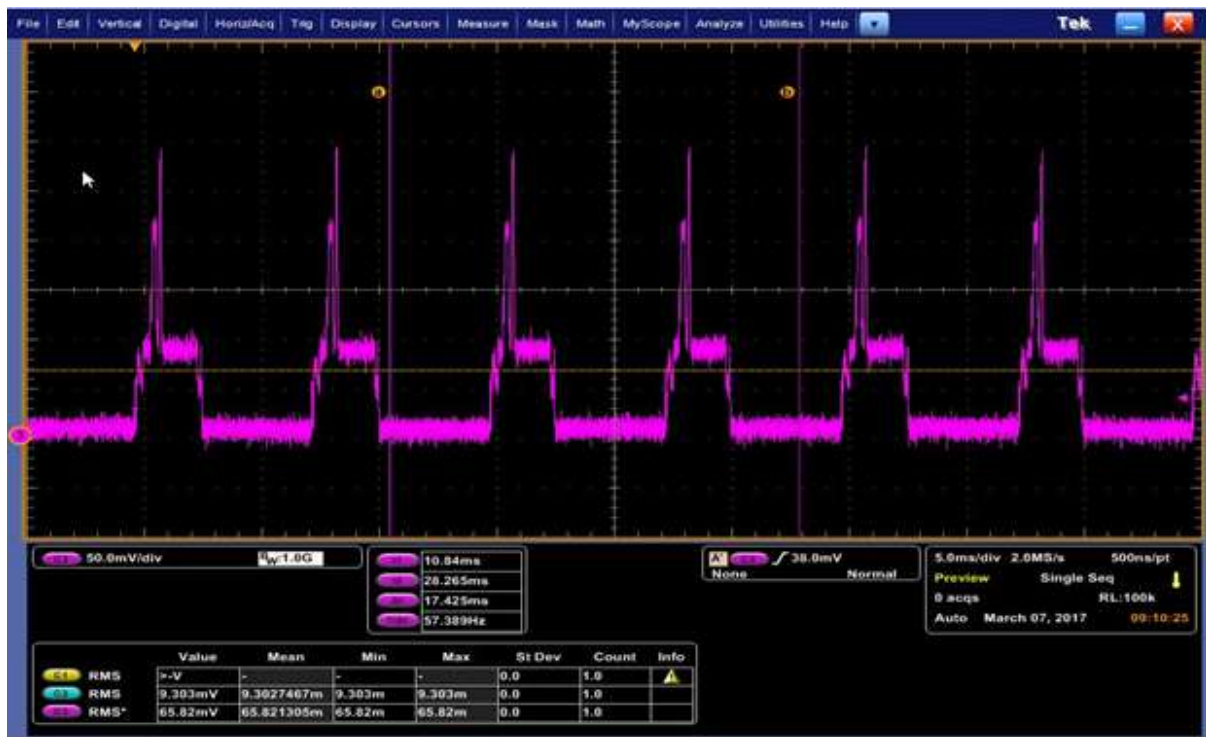 File Edit Vertical Digital Horiz/Acq Trig Display Cursors Measure Mask Math MyScope Analyze Utilities Help Tek
a b
50.0mV/div BW:1.0G
10.84ms
28.265ms
17.425ms
57.389Hz
A' 38.0mV
None Normal
5.0ms/div 2.0MS/s 500ns/pt
Preview Single Seq
0 acqs RL:100k
Auto March 07, 2017 09:10:25
Value Mean Min Max St Dev Count Info
C1 RMS >-V - - - 0.0 1.0
RMS 9.303mV 9.3027467m 9.303m 9.303m 0.0 1.0
RMS* 65.82mV 65.821305m 65.82m 65.82m 0.0 1.0